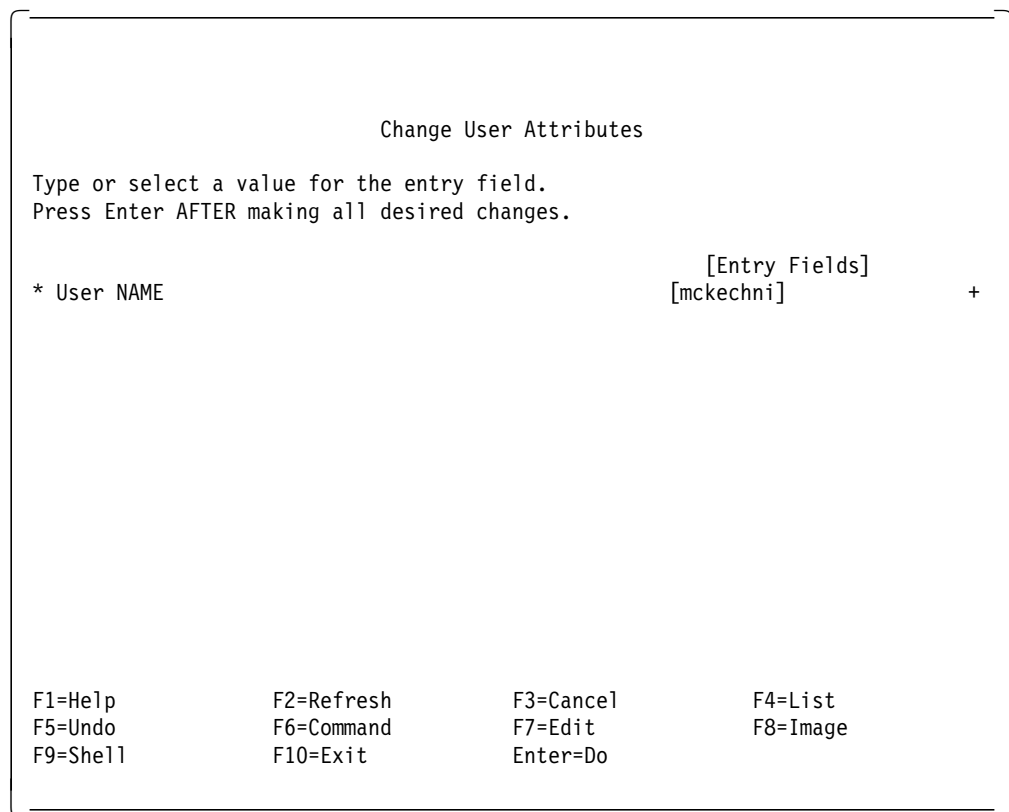 Change User Attributes
Type or select a value for the entry field.
Press Enter AFTER making all desired changes.
[Entry Fields]
* User NAME [mckechni] +
F1=Help F2=Refresh F3=Cancel F4=List
F5=Undo F6=Command F7=Edit F8=Image
F9=Shell F10=Exit Enter=Do